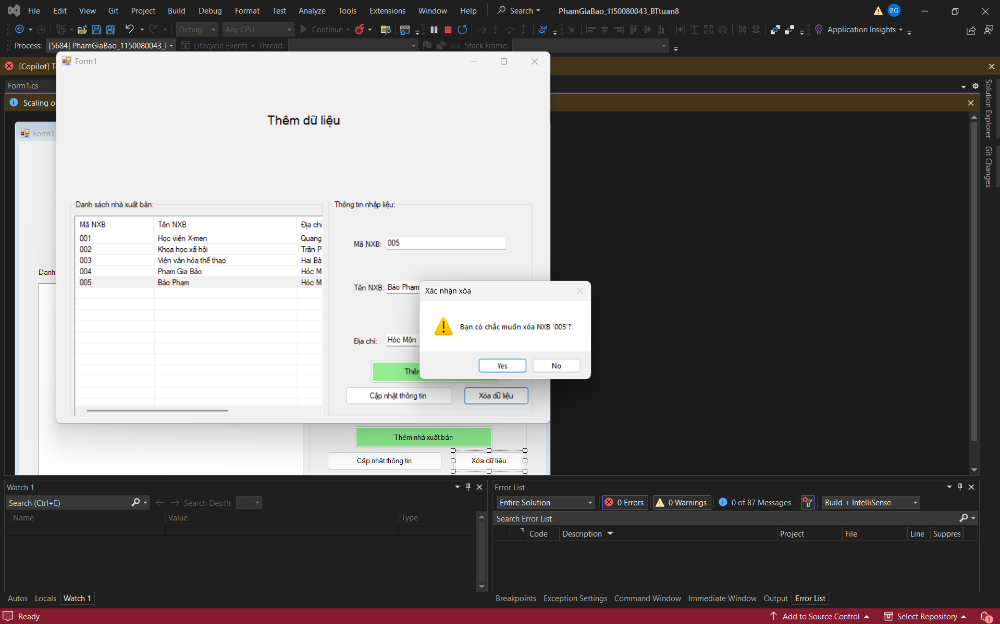 File Edit View Git Project Build Debug Format Test Analyze Tools Extensions Window Help Search PhamGiaBao_1150080043_BTtuan8 BG
Debug Any CPU Continue Application Insights
Process: [5684] PhamGiaBao_1150080043_ Lifecycle Events Thread: Stack Frame:
Form1
[Copilot]
Form1.cs
Scaling
Form1
Solution Explorer
Git Changes
Thêm dữ liệu
Danh sách nhà xuất bản:
Mã NXB Tên NXB Địa chỉ
001 Học viện X-men Quang
002 Khoa học xã hội Trần
003 Viện văn hóa thể thao Hai Bà
004 Phạm Gia Bảo Hóc M
005 Bảo Phạm Hóc M
Danh
Thông tin nhập liệu:
Mã NXB: 005
Tên NXB: Bảo Phạm
Địa chỉ: Hóc Môn
Thêm
Cập nhật thông tin Xóa dữ liệu
Xác nhận xóa
Bạn có chắc muốn xóa NXB '005'?
Yes No
Thêm nhà xuất bản
Cập nhật thông tin Xóa dữ liệu
Watch 1
Search (Ctrl+E) Search Depth:
Name Value Type
Autos Locals Watch 1
Error List
Entire Solution 0 Errors 0 Warnings 0 of 87 Messages Build + IntelliSense
Search Error List
Code Description Project File Line Suppres
Breakpoints Exception Settings Command Window Immediate Window Output Error List
Ready Add to Source Control Select Repository 1